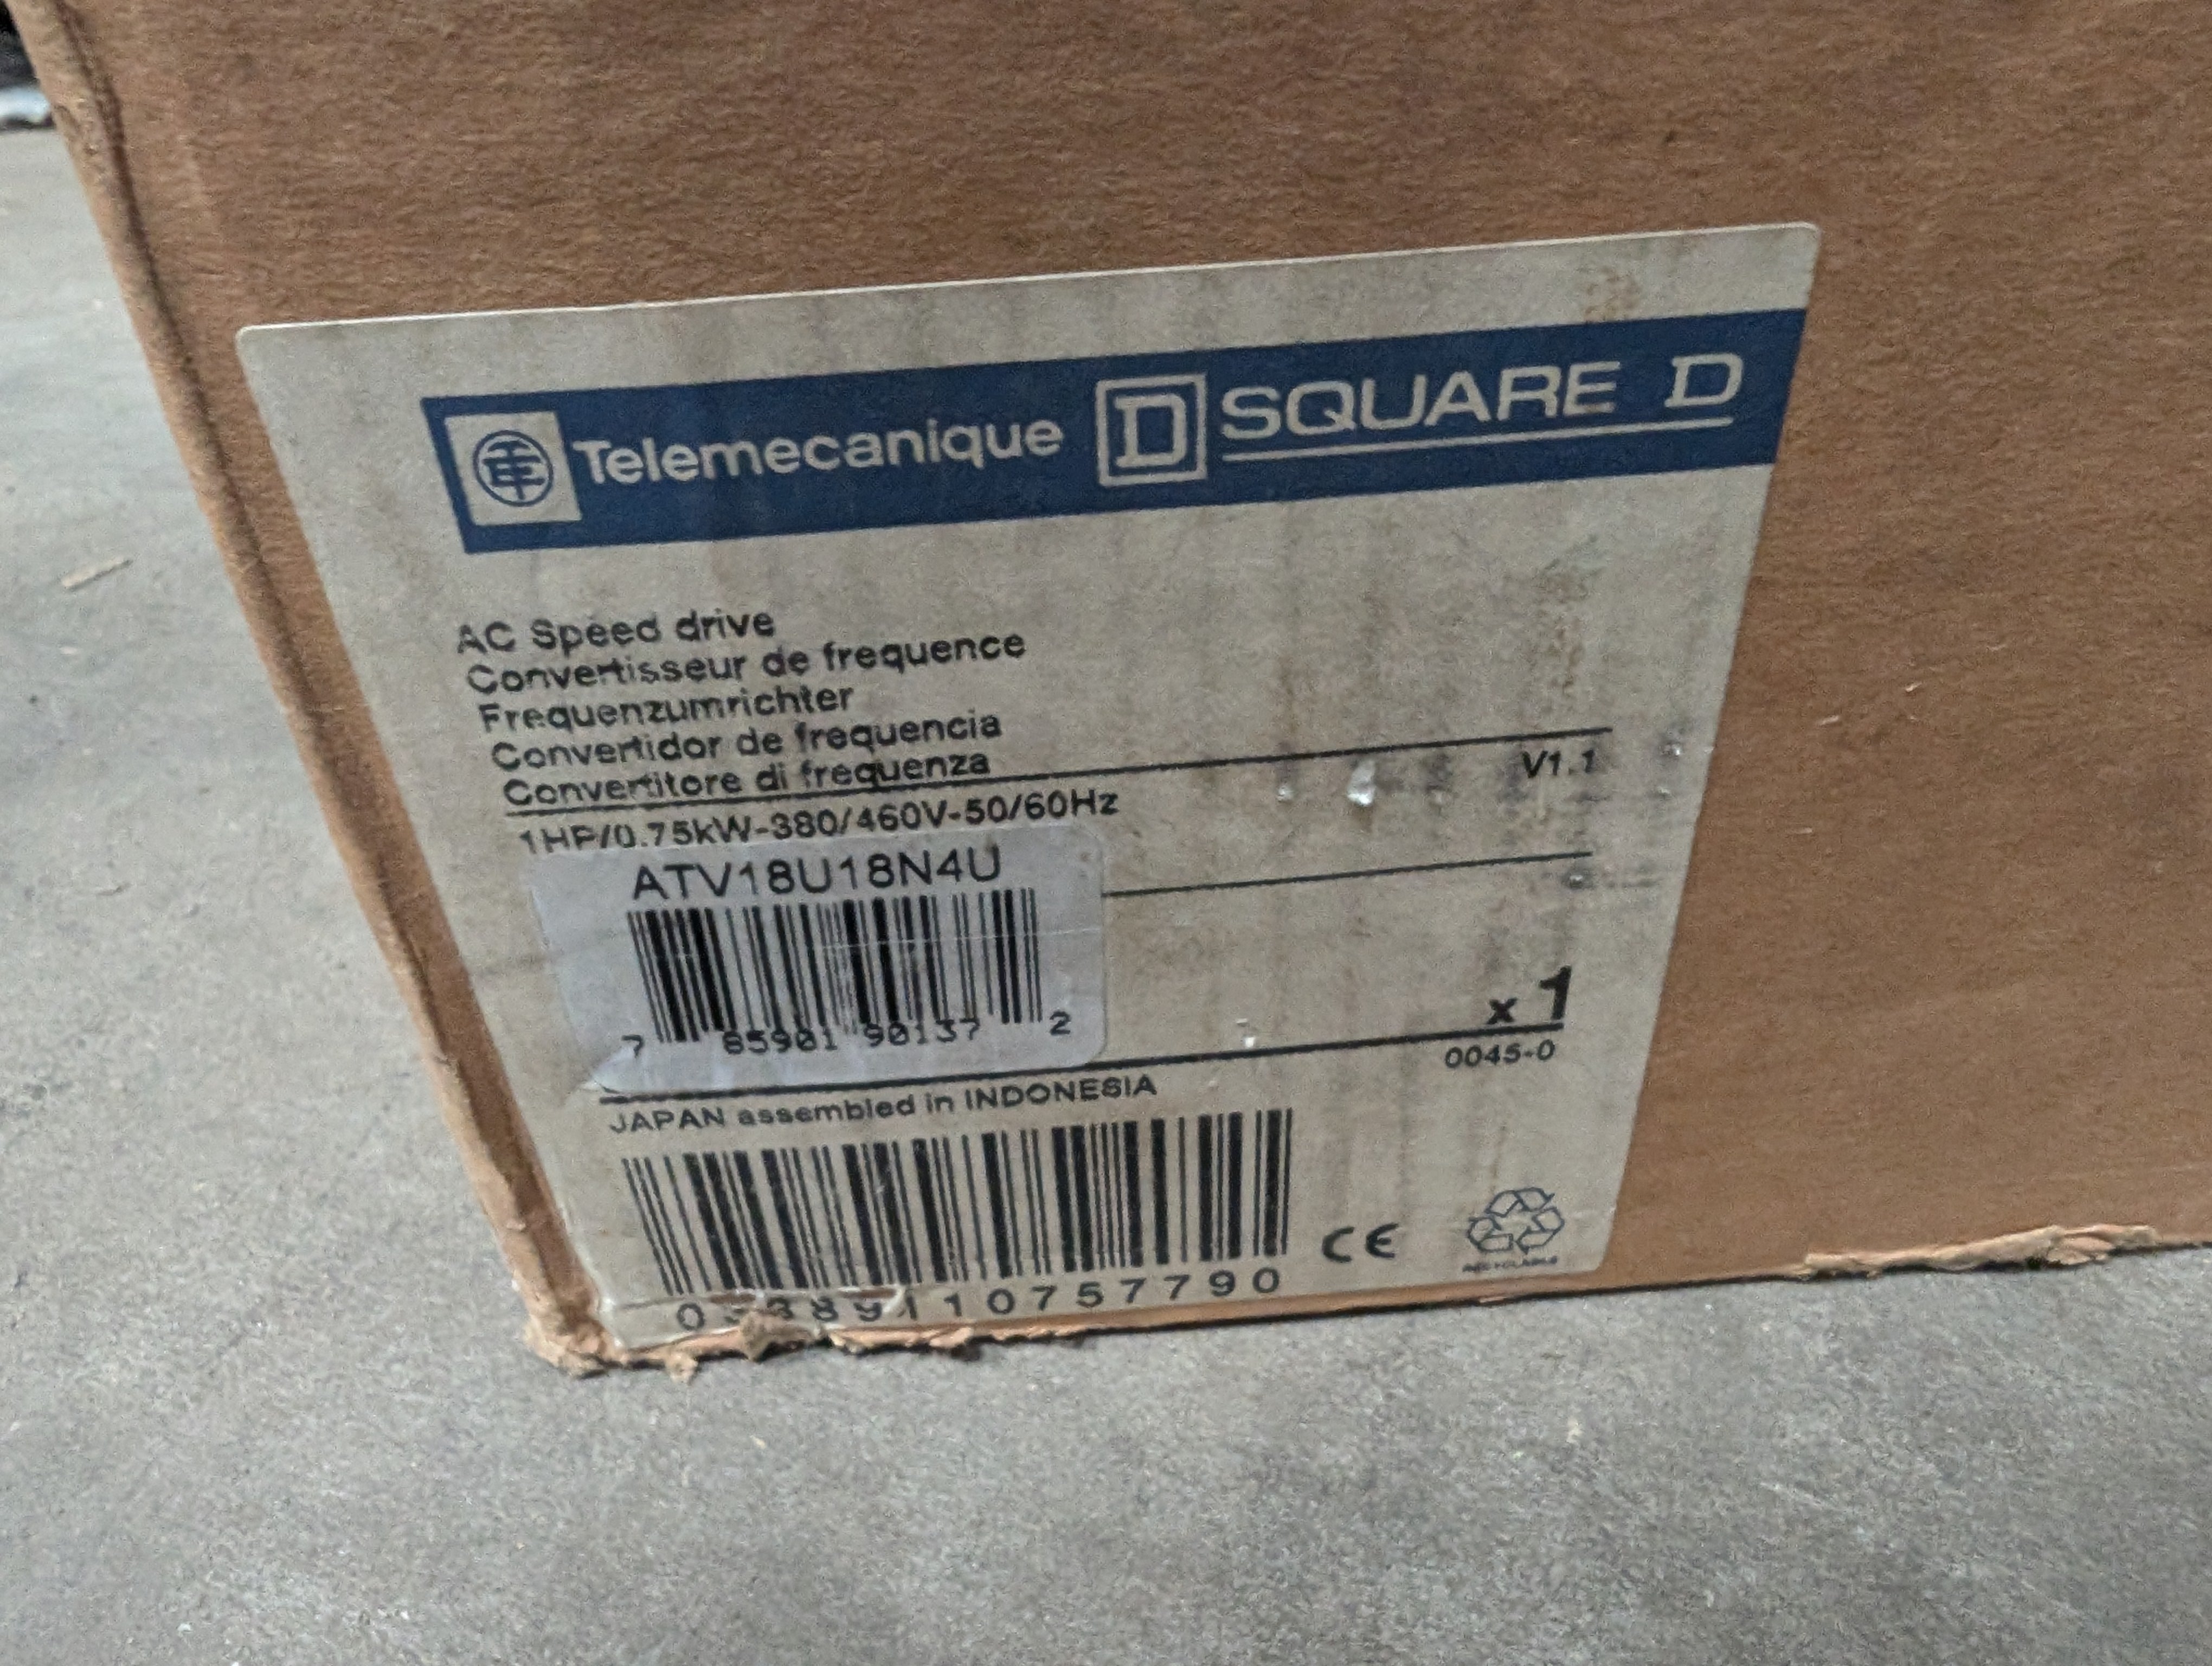 Telemecanique D SQUARE D
AC Speed drive
Convertisseur de frequence
Frequenzumrichter
Convertidor de frequencia
Convertitore di frequenza
V1.1
1HP/0.75kW-380/460V-50/60Hz
ATV18U18N4U
7 85901 90137 2
x 1
0045-0
JAPAN assembled in INDONESIA
CE
RECYCLABLE